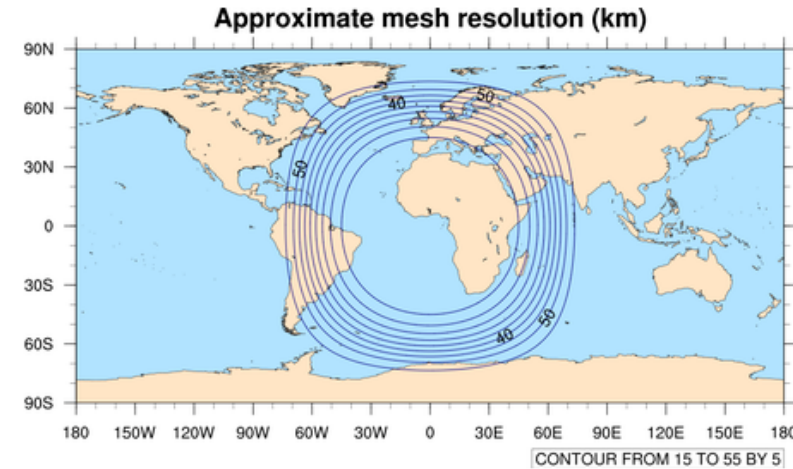 Approximate mesh resolution (km)
90N
60N
30N
0
30S
60S
90S
40
50
50
40
50
180 150W 120W 90W 60W 30W 0 30E 60E 90E 120E 150E 180
CONTOUR FROM 15 TO 55 BY 5